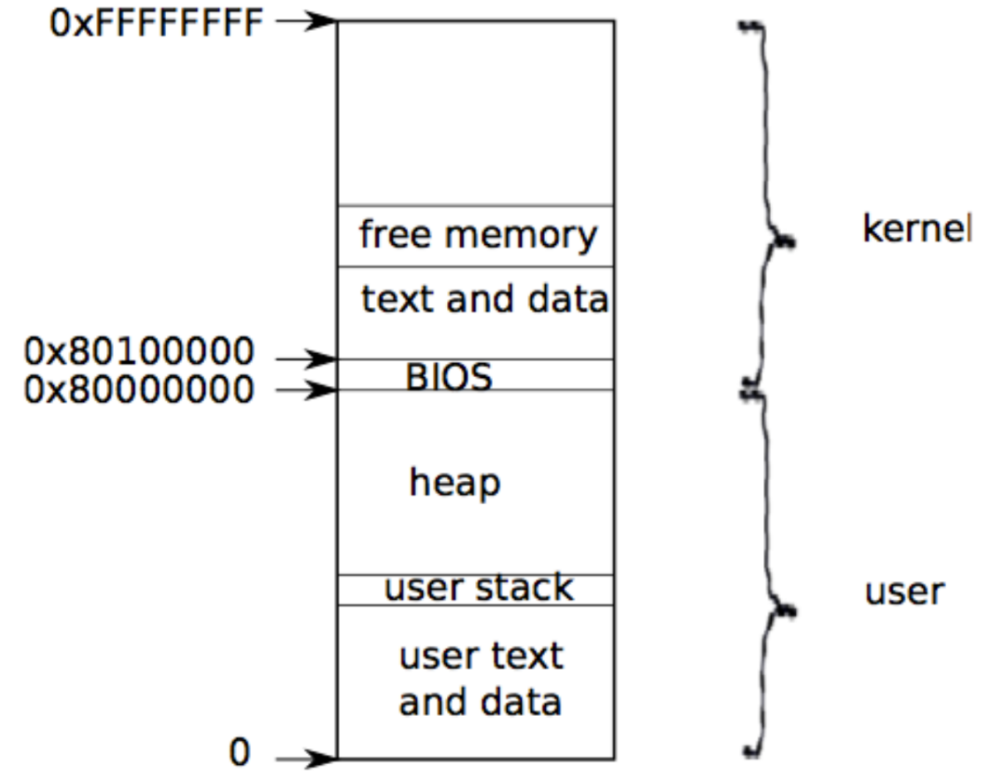 0xFFFFFFFF
free memory
kernel
text and data
0x80100000
BIOS
0x80000000
heap
user stack
user
user text
and data
0